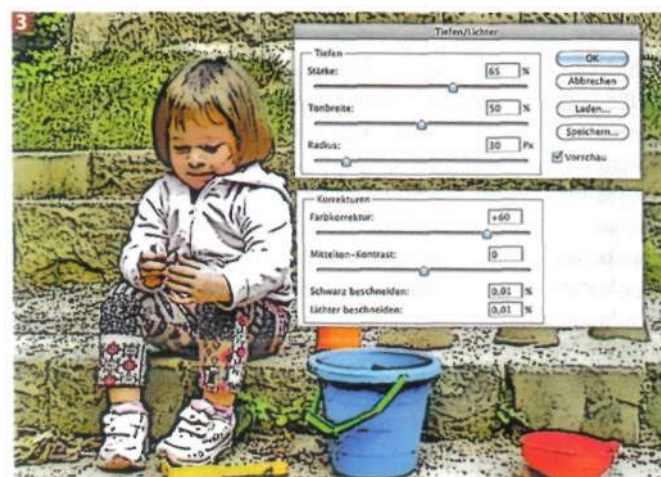 3
Tiefen/Lichter
Tiefen
Stärke: 65 %
Tonbreite: 50 %
Radius: 30 Px
OK
Abbrechen
Laden...
Speichern...
Vorschau
Korrekturen
Farbkorrektur: +60
Mittelton-Kontrast: 0
Schwarz beschneiden: 0,01 %
Lichter beschneiden: 0,01 %